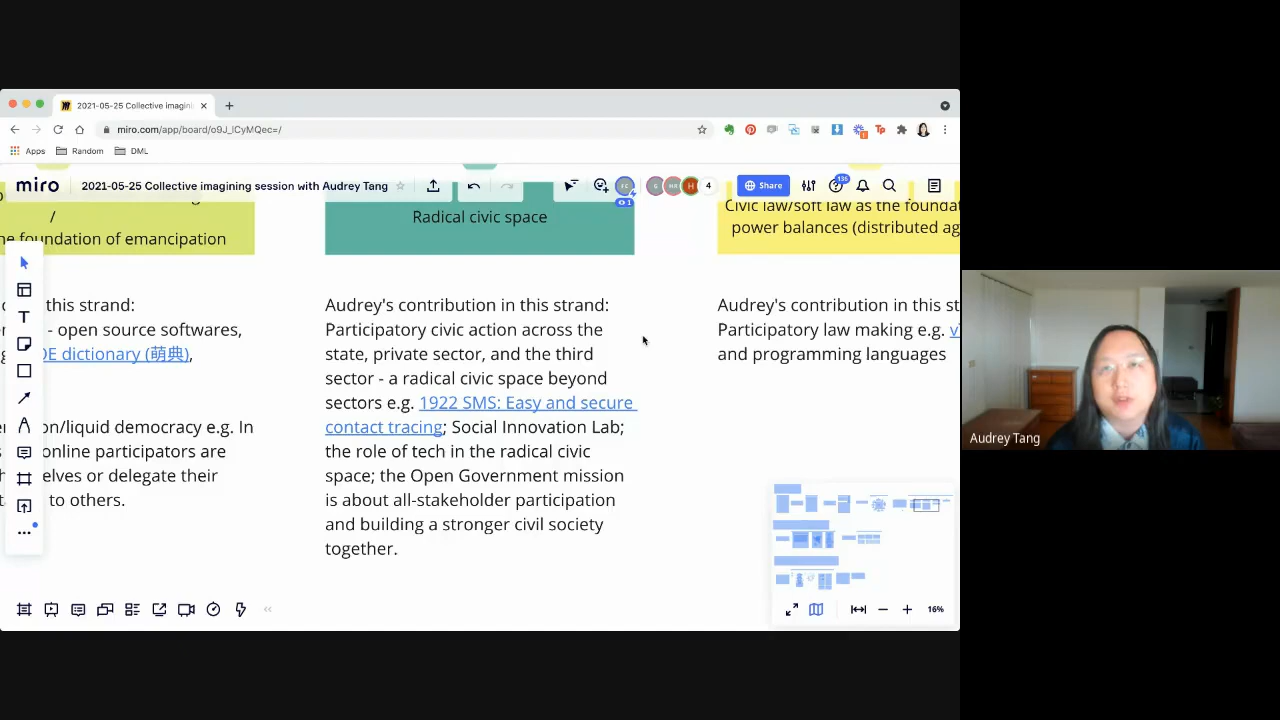 2021-05-25 Collective imagini
miro.com/app/board/o9J_lCyMQec=/
Apps
Random
DML
miro
2021-05-25 Collective imagining session with Audrey Tang
4
Share
136
1
/
he foundation of emancipation
Radical civic space
Civic law/soft law as the foundat
power balances (distributed ag
this strand:
- open source softwares,
DE dictionary (萌典),
on/liquid democracy e.g. In
online participators are
elves or delegate their
to others.
Audrey's contribution in this strand:
Participatory civic action across the
state, private sector, and the third
sector - a radical civic space beyond
sectors e.g. 1922 SMS: Easy and secure
contact tracing; Social Innovation Lab;
the role of tech in the radical civic
space; the Open Government mission
is about all-stakeholder participation
and building a stronger civil society
together.
Audrey's contribution in this st
Participatory law making e.g. v
and programming languages
16%
Audrey Tang